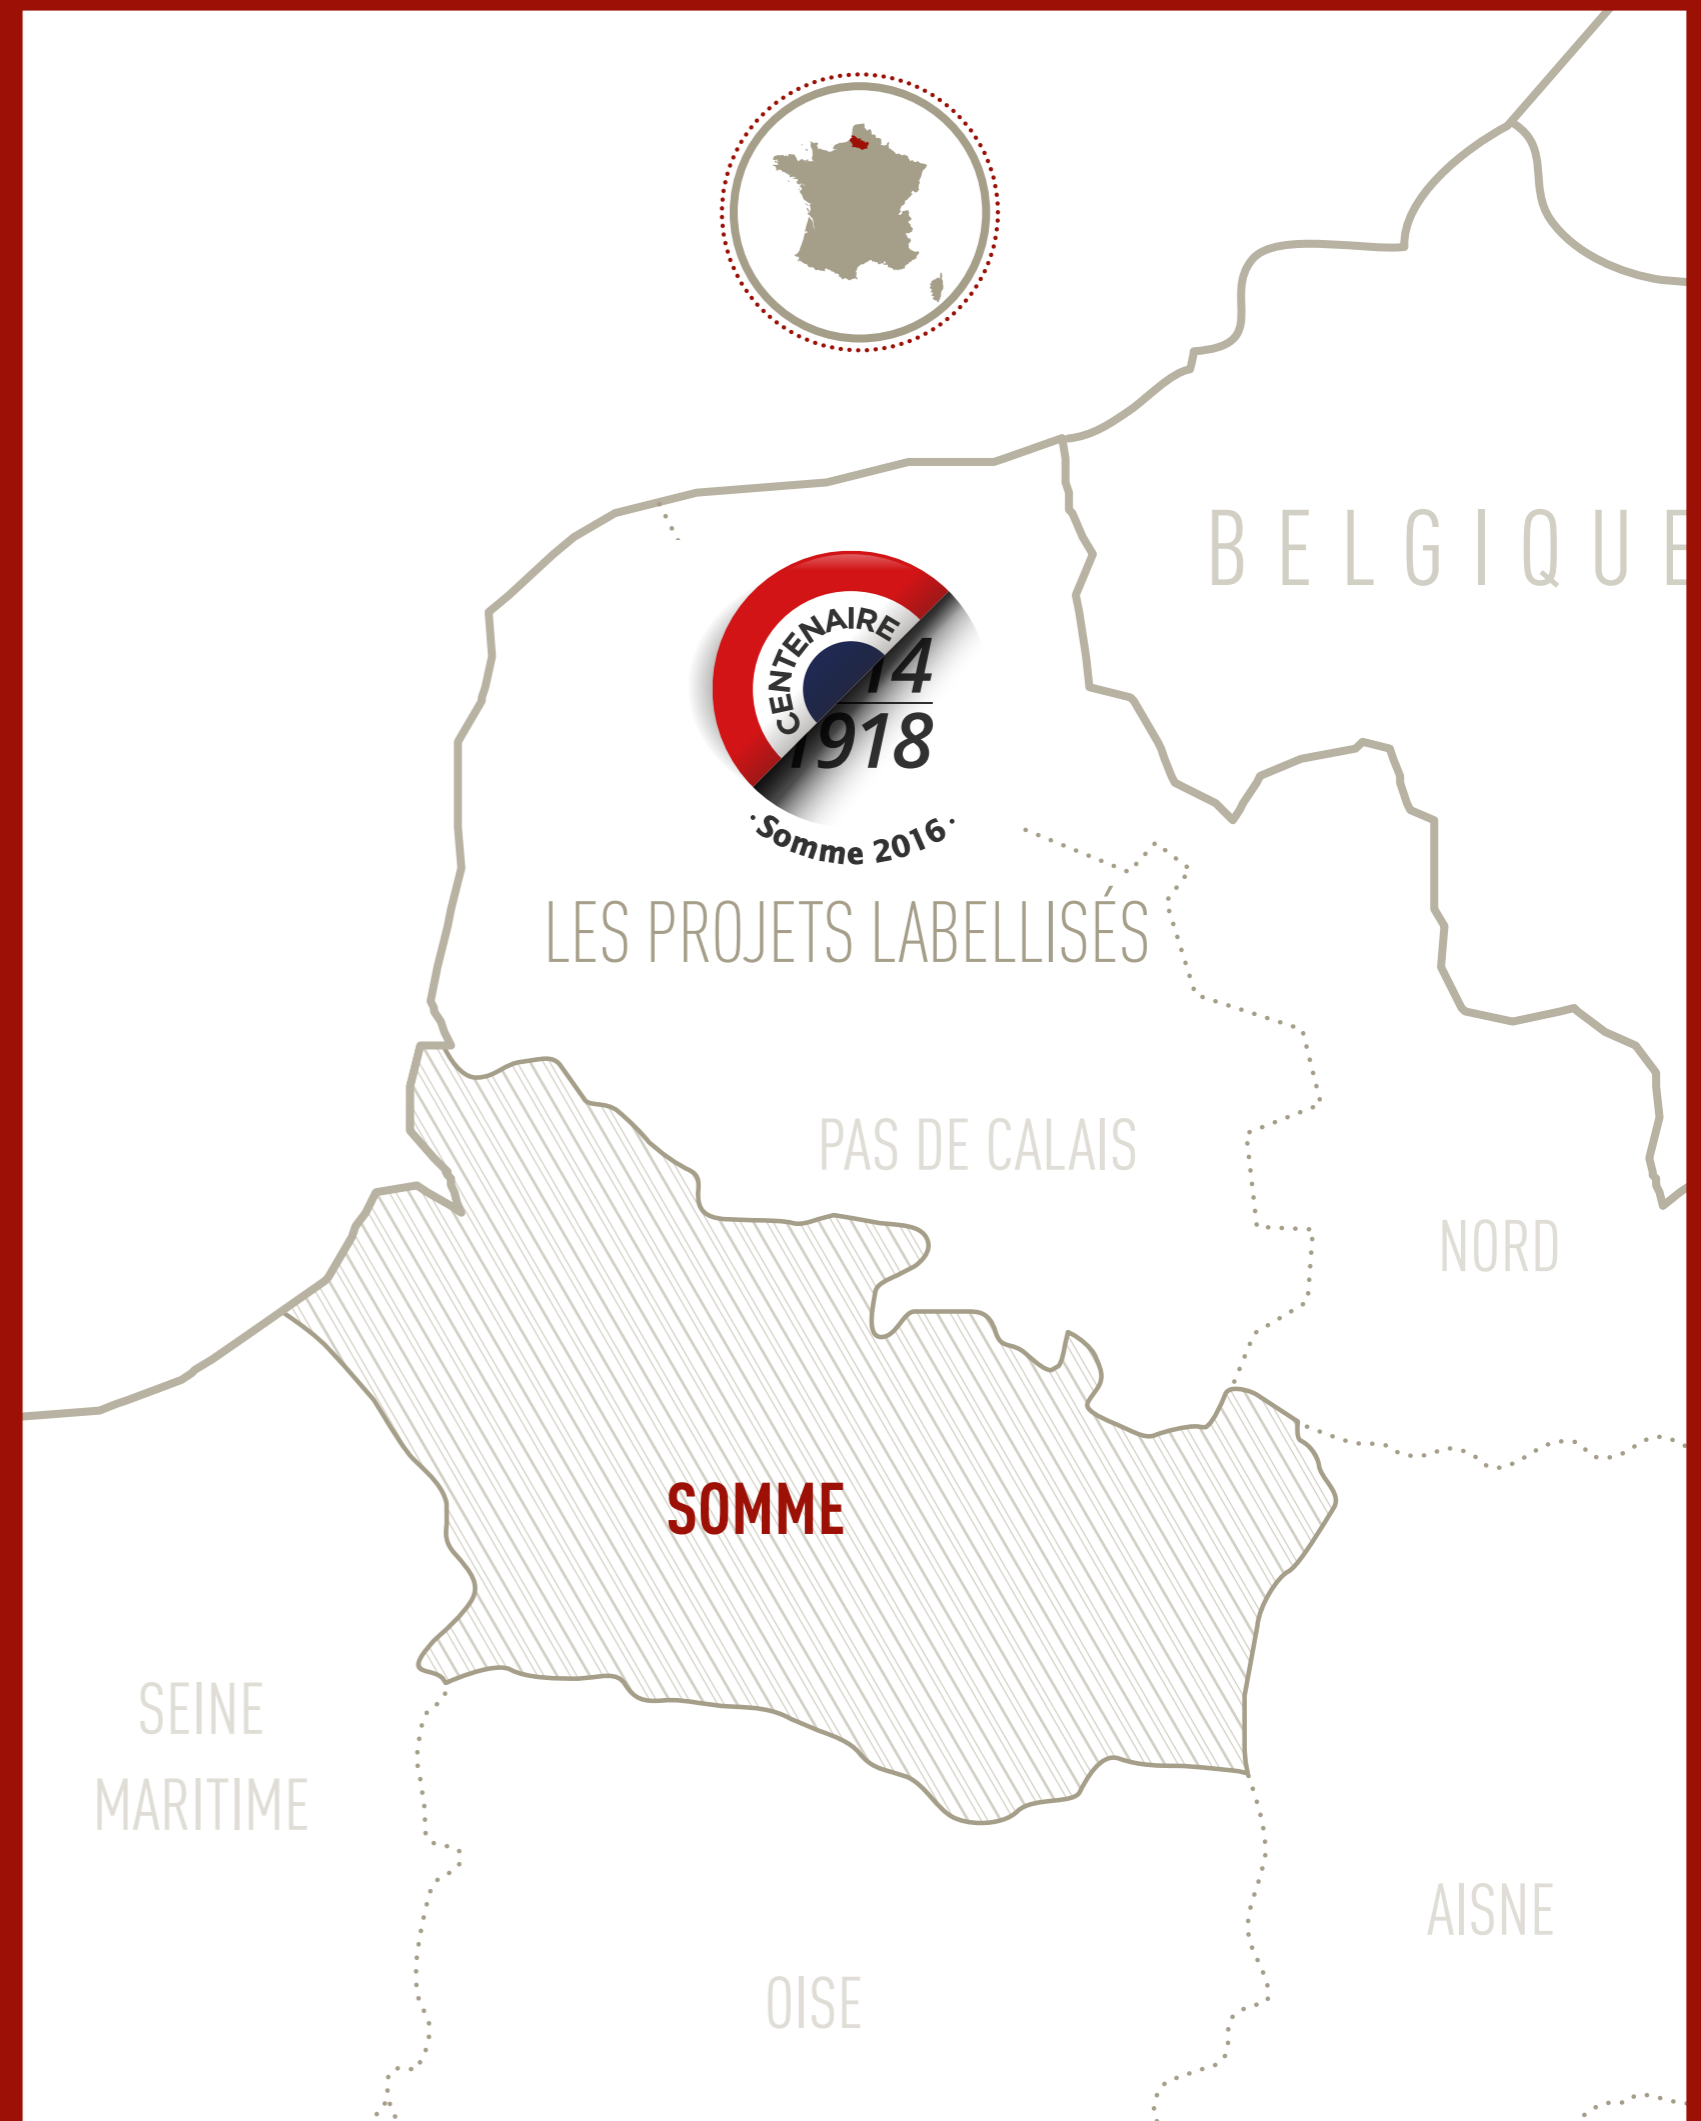 BELGIQUE
CENTENAIRE
14
1918
· Somme 2016 ·
LES PROJETS LABELLISÉS
PAS DE CALAIS
NORD
SOMME
SEINE
MARITIME
AISNE
OISE